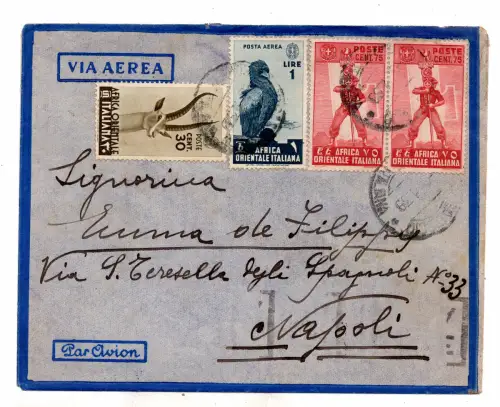 VIA AEREA
AFRICA ORIENTALE
ITALIANA
POSTE
CENT.
30
POSTA AEREA
LIRE
1
AFRICA
ORIENTALE ITALIANA
POSTE
CENT. 75
AFRICA
ORIENTALE ITALIANA
POSTE
CENT. 75
AFRICA
ORIENTALE ITALIANA
Signorina
Emma de Filippo
Via S. Teresella degli Spagnoli N° 33
Napoli
Par Avion